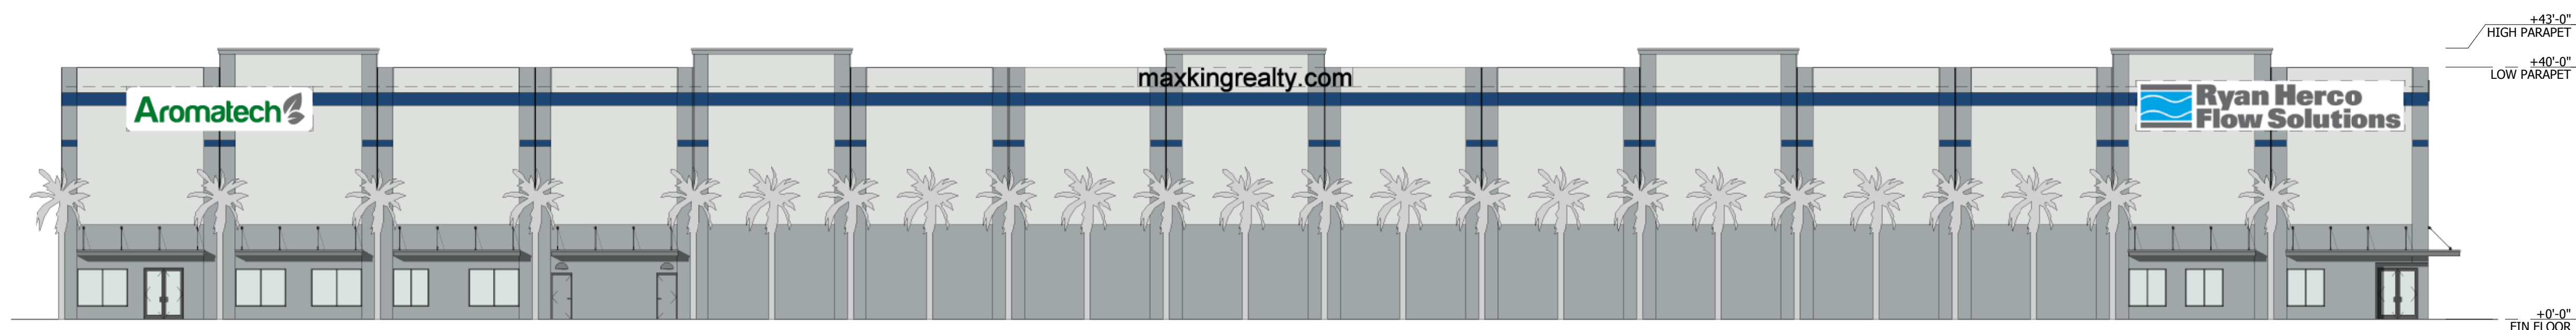 +43'-0"
HIGH PARAPET
+40'-0"
LOW PARAPET
maxkingrealty.com
Aromatech
Ryan Herco
Flow Solutions
+0'-0"
FIN FLOOR